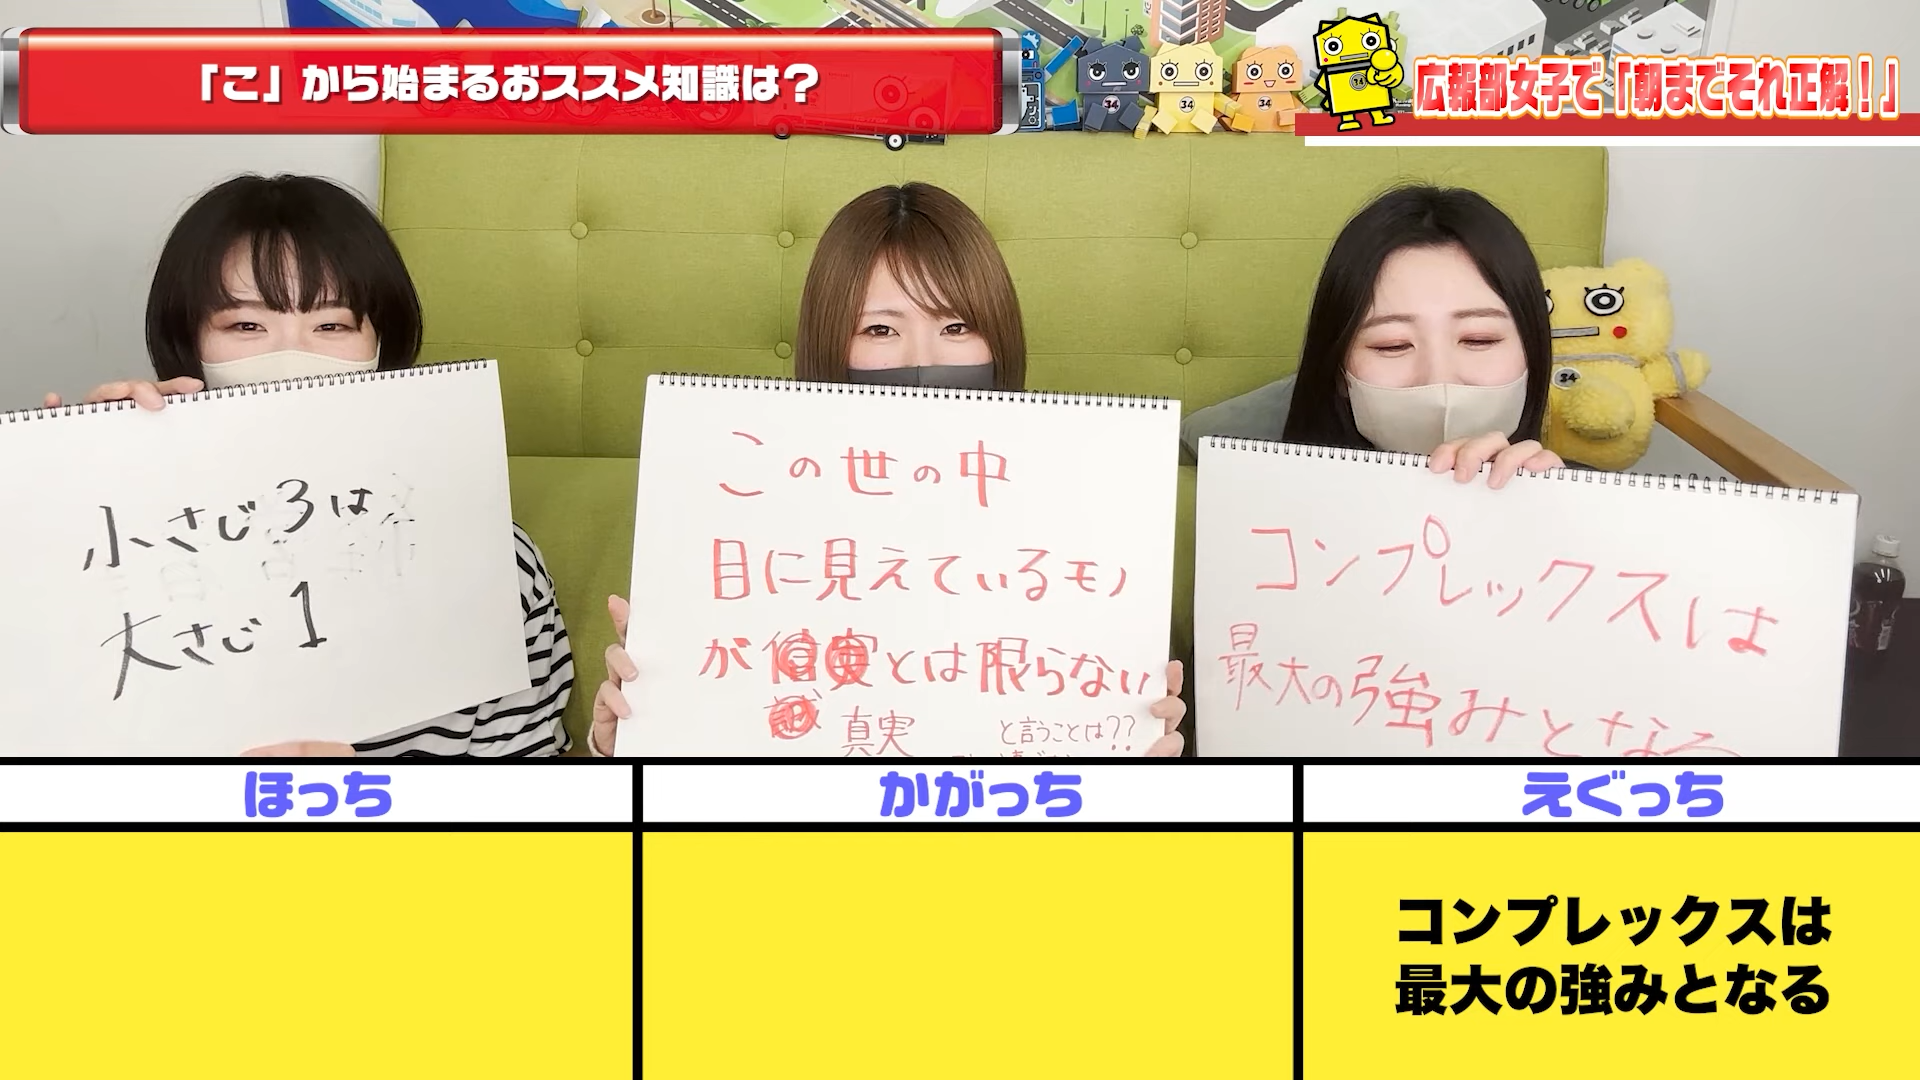 「こ」から始まるおススメ知識は？
広報部女子で「朝までそれ正解！」
34
34
34
34
34
小さじ3は
大さじ1
この世の中
目に見えているモノ
が とは限らない
真実
と言うことは??
コンプレックスは
最大の強みとなる
ほっち
かがっち
えぐっち
コンプレックスは
最大の強みとなる